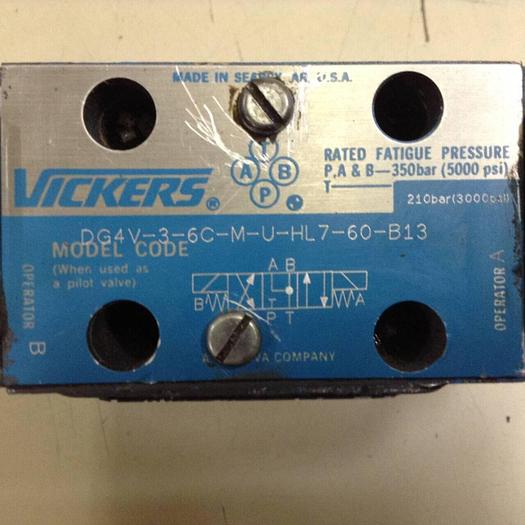 MADE IN SEARCY, AR, U.S.A.
T
A B
P
VICKERS®
RATED FATIGUE PRESSURE
P,A & B—350bar (5000 psi)
T
210bar(3000psi)
DG4V-3-6C-M-U-HL7-60-B13
MODEL CODE
(When used as
a pilot valve)
OPERATOR B
OPERATOR A
A B
B T A
P T
A VA COMPANY